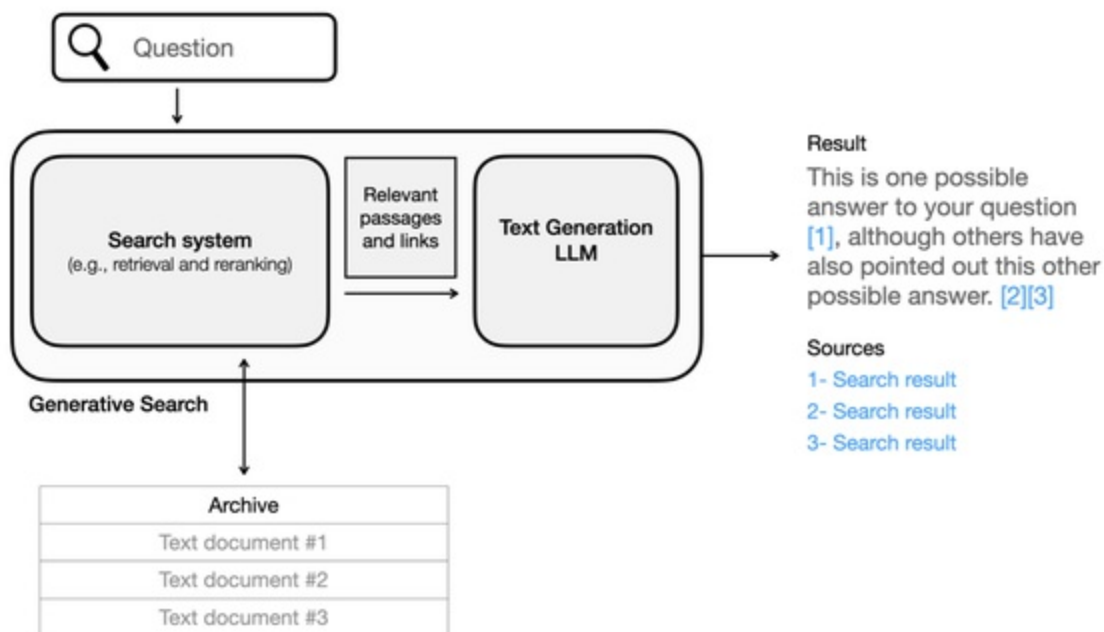 Question
Search system
(e.g., retrieval and reranking)
Relevant
passages
and links
Text Generation
LLM
Generative Search
Archive
Text document #1
Text document #2
Text document #3
Result
This is one possible
answer to your question
[1], although others have
also pointed out this other
possible answer. [2][3]
Sources
1- Search result
2- Search result
3- Search result